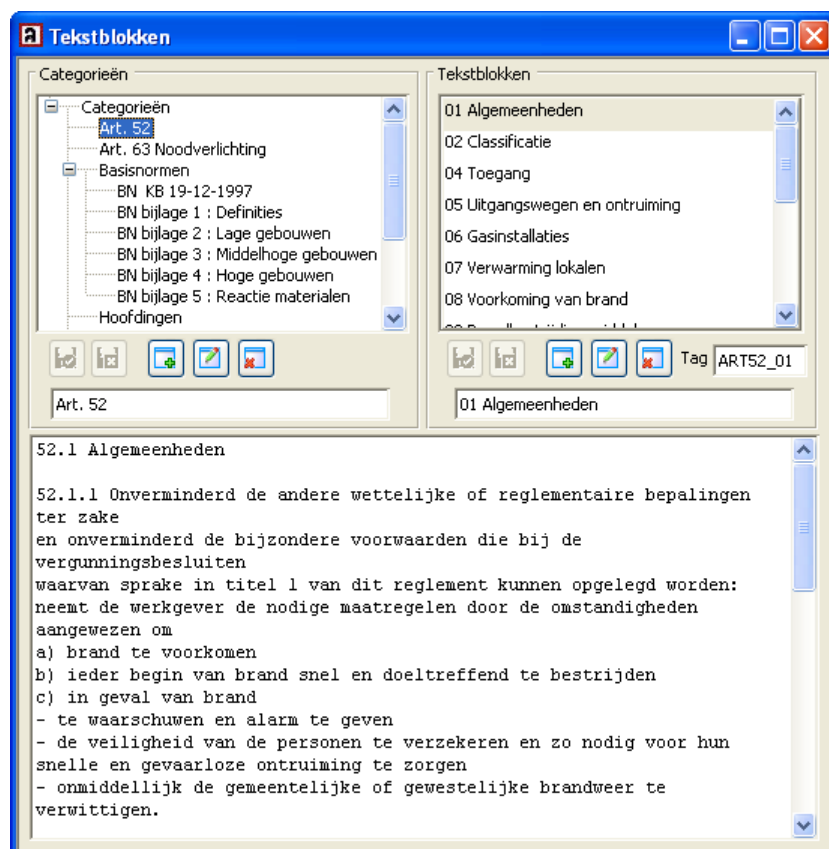 Tekstblokken
Categorieën
Categorieën
Art. 52
Art. 63 Noodverlichting
Basisnormen
BN KB 19-12-1997
BN bijlage 1 : Definities
BN bijlage 2 : Lage gebouwen
BN bijlage 3 : Middelhoge gebouwen
BN bijlage 4 : Hoge gebouwen
BN bijlage 5 : Reactie materialen
Hoofdingen
Art. 52
Tekstblokken
01 Algemeenheden
02 Classificatie
04 Toegang
05 Uitgangswegen en ontruiming
06 Gasinstallaties
07 Verwarming lokalen
08 Voorkoming van brand
Tag ART52_01
01 Algemeenheden
52.1 Algemeenheden
52.1.1 Onverminderd de andere wettelijke of reglementaire bepalingen
ter zake
en onverminderd de bijzondere voorwaarden die bij de
vergunningsbesluiten
waarvan sprake in titel 1 van dit reglement kunnen opgelegd worden:
neemt de werkgever de nodige maatregelen door de omstandigheden
aangewezen om
a) brand te voorkomen
b) ieder begin van brand snel en doeltreffend te bestrijden
c) in geval van brand
- te waarschuwen en alarm te geven
- de veiligheid van de personen te verzekeren en zo nodig voor hun
snelle en gevaarloze ontruiming te zorgen
- onmiddellijk de gemeentelijke of gewestelijke brandweer te
verwittigen.